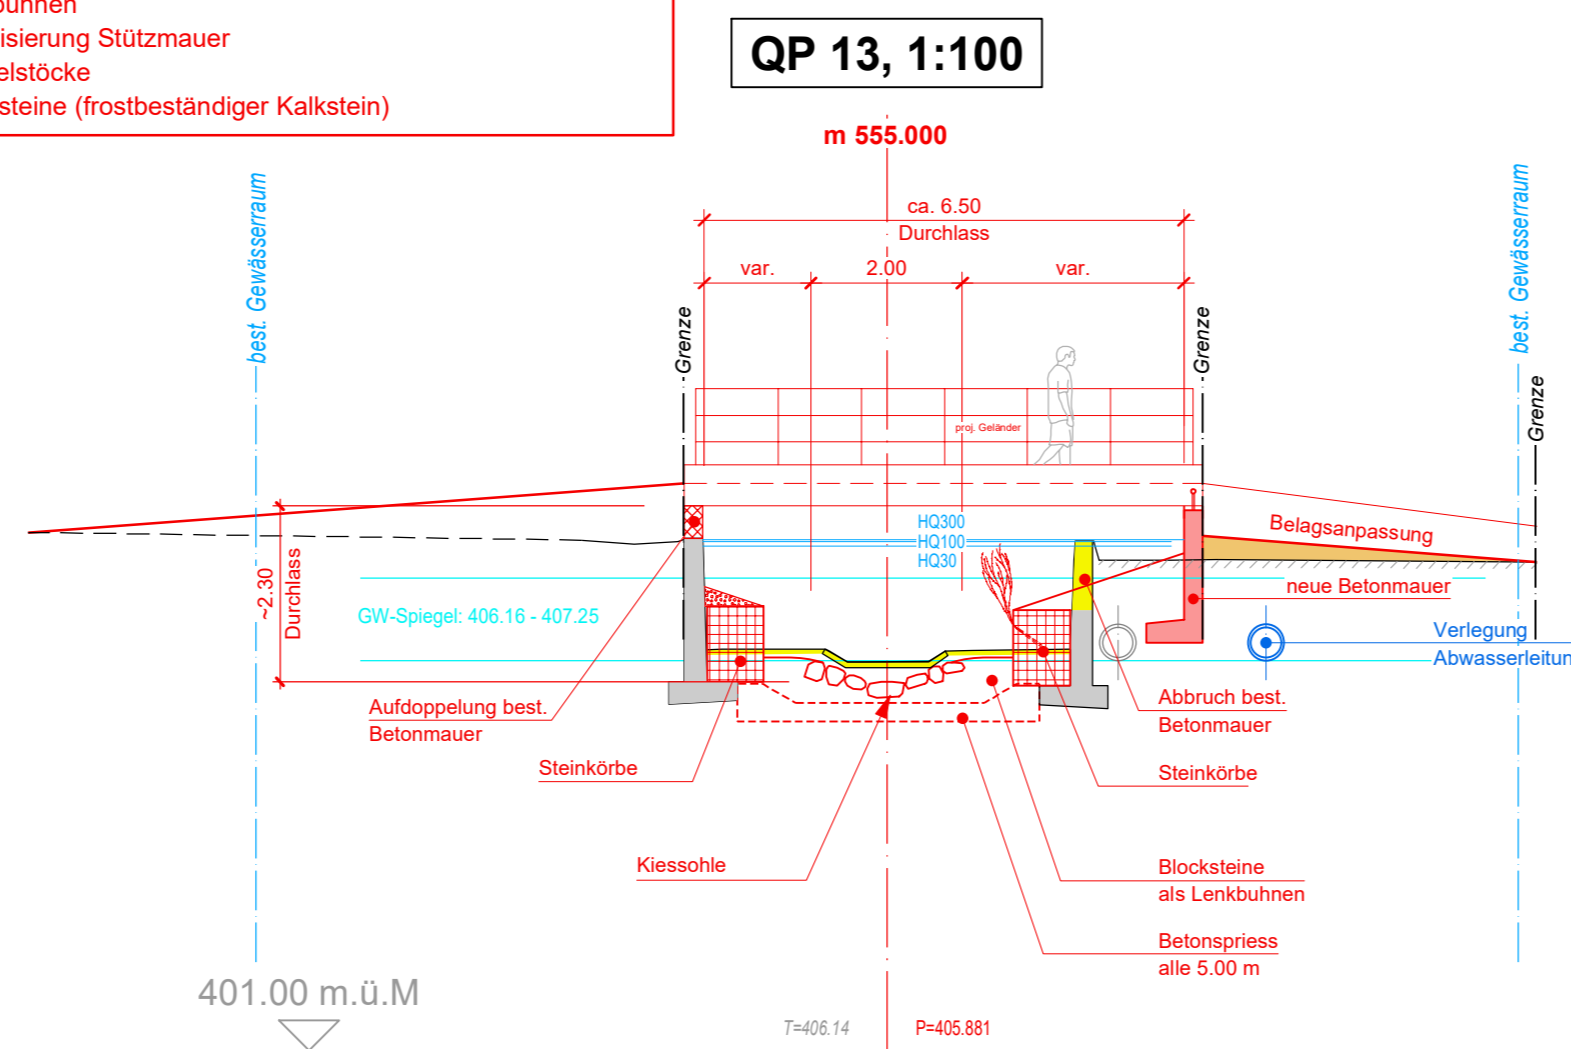 isierung Stützmauer
elstöcke
steine (frostbeständiger Kalkstein)
QP 13, 1:100
m 555.000
best. Gewässerraum
best. Gewässerraum
ca. 6.50
Durchlass
var.
2.00
var.
Grenze
Grenze
Grenze
proj. Geländer
HQ300
HQ100
HQ30
Belagsanpassung
neue Betonmauer
~2.30
Durchlass
GW-Spiegel: 406.16 - 407.25
Verlegung
Abwasserleitun
Aufdoppelung best.
Betonmauer
Abbruch best.
Betonmauer
Steinkörbe
Steinkörbe
Kiessohle
Blocksteine
als Lenkbuhnen
Betonspriess
alle 5.00 m
401.00 m.ü.M
T=406.14
P=405.881